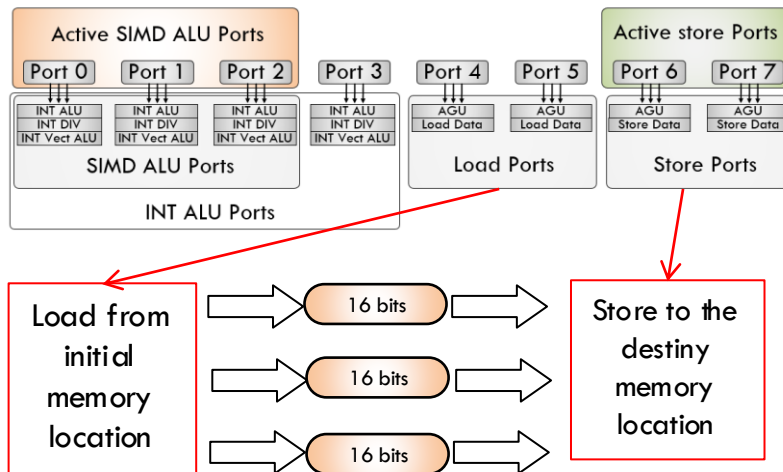 Active SIMD ALU Ports
Active store Ports
Port 0
Port 1
Port 2
Port 3
Port 4
Port 5
Port 6
Port 7
INT ALU
INT DIV
INT Vect ALU
INT ALU
INT DIV
INT Vect ALU
INT ALU
INT DIV
INT Vect ALU
INT ALU
INT DIV
INT Vect ALU
AGU
Load Data
AGU
Load Data
AGU
Store Data
AGU
Store Data
SIMD ALU Ports
Load Ports
Store Ports
INT ALU Ports
Load from
initial
memory
location
16 bits
16 bits
16 bits
Store to the
destiny
memory
location